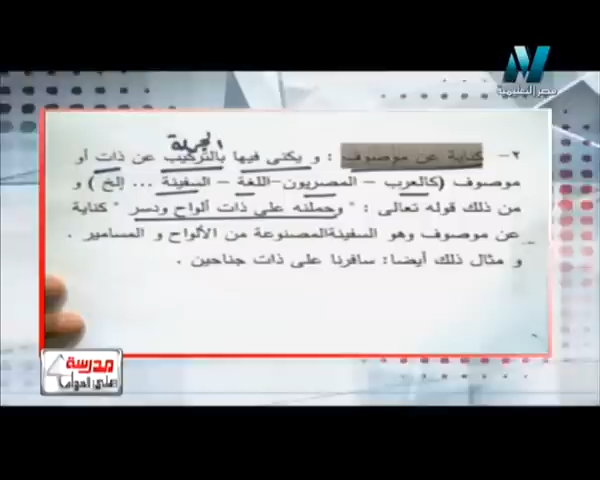 مصر التعليمية
الجملة
٢- كناية عن موصوف : و يكنى فيها بالتركيب عن ذات أو
موصوف (كالعرب - المصريون- اللغة - السفينة ... إلخ ) و
من ذلك قوله تعالى : " وحملنه على ذات ألواح ودسر " كناية
عن موصوف وهو السفينةالمصنوعة من الألواح و المسامير .
و مثال ذلك أيضا: سافرنا على ذات جناحين .
مدرسة
على الهواء